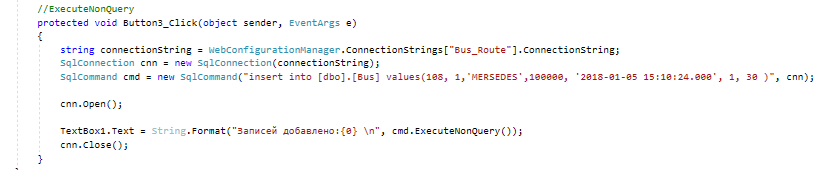 //ExecuteNonQuery
protected void Button3_Click(object sender, EventArgs e)
{
string connectionString = WebConfigurationManager.ConnectionStrings["Bus_Route"].ConnectionString;
SqlConnection cnn = new SqlConnection(connectionString);
SqlCommand cmd = new SqlCommand("insert into [dbo].[Bus] values(108, 1,'MERSEDES',100000, '2018-01-05 15:10:24.000', 1, 30 )", cnn);
cnn.Open();
TextBox1.Text = String.Format("Записей добавлено:{0} \n", cmd.ExecuteNonQuery());
cnn.Close();
}